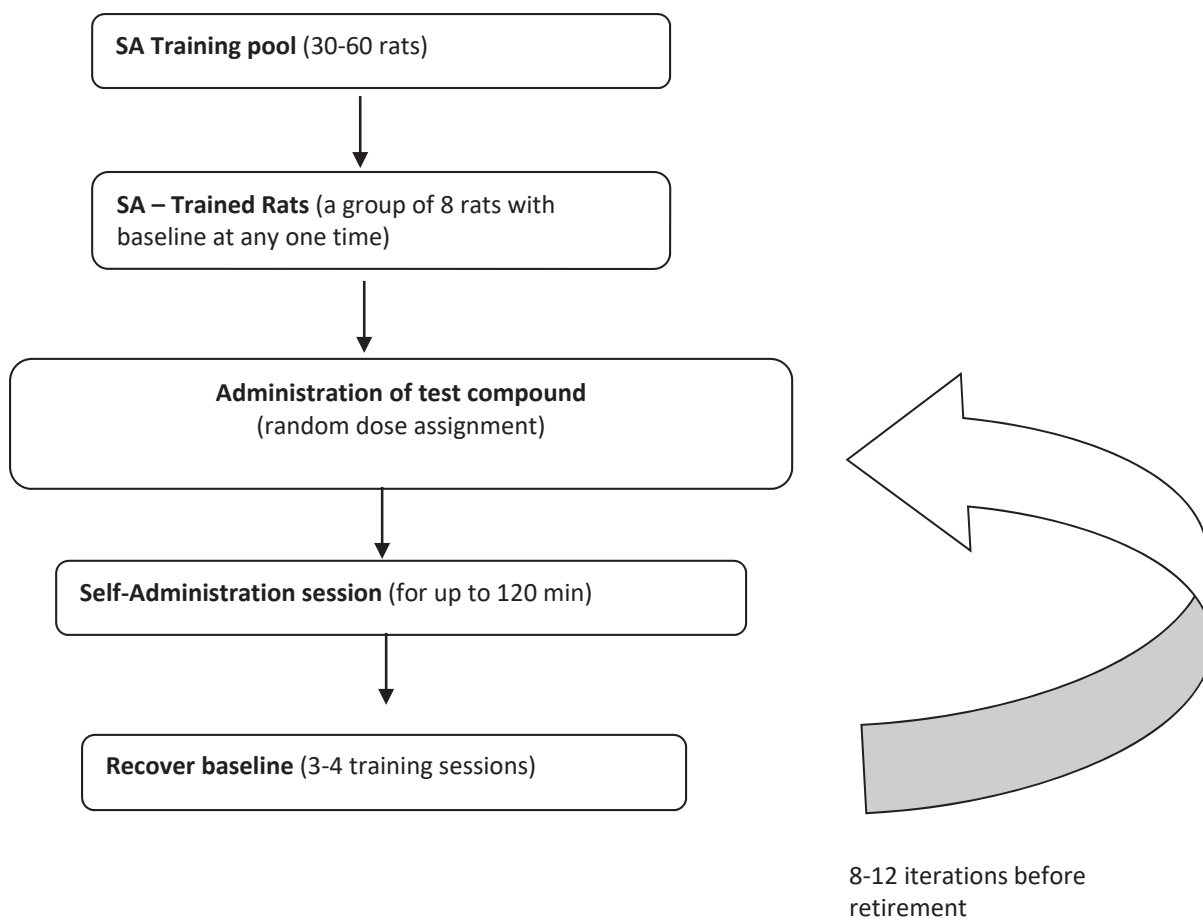 SA Training pool (30-60 rats)
SA – Trained Rats (a group of 8 rats with
baseline at any one time)
Administration of test compound
(random dose assignment)
Self-Administration session (for up to 120 min)
Recover baseline (3-4 training sessions)
8-12 iterations before
retirement